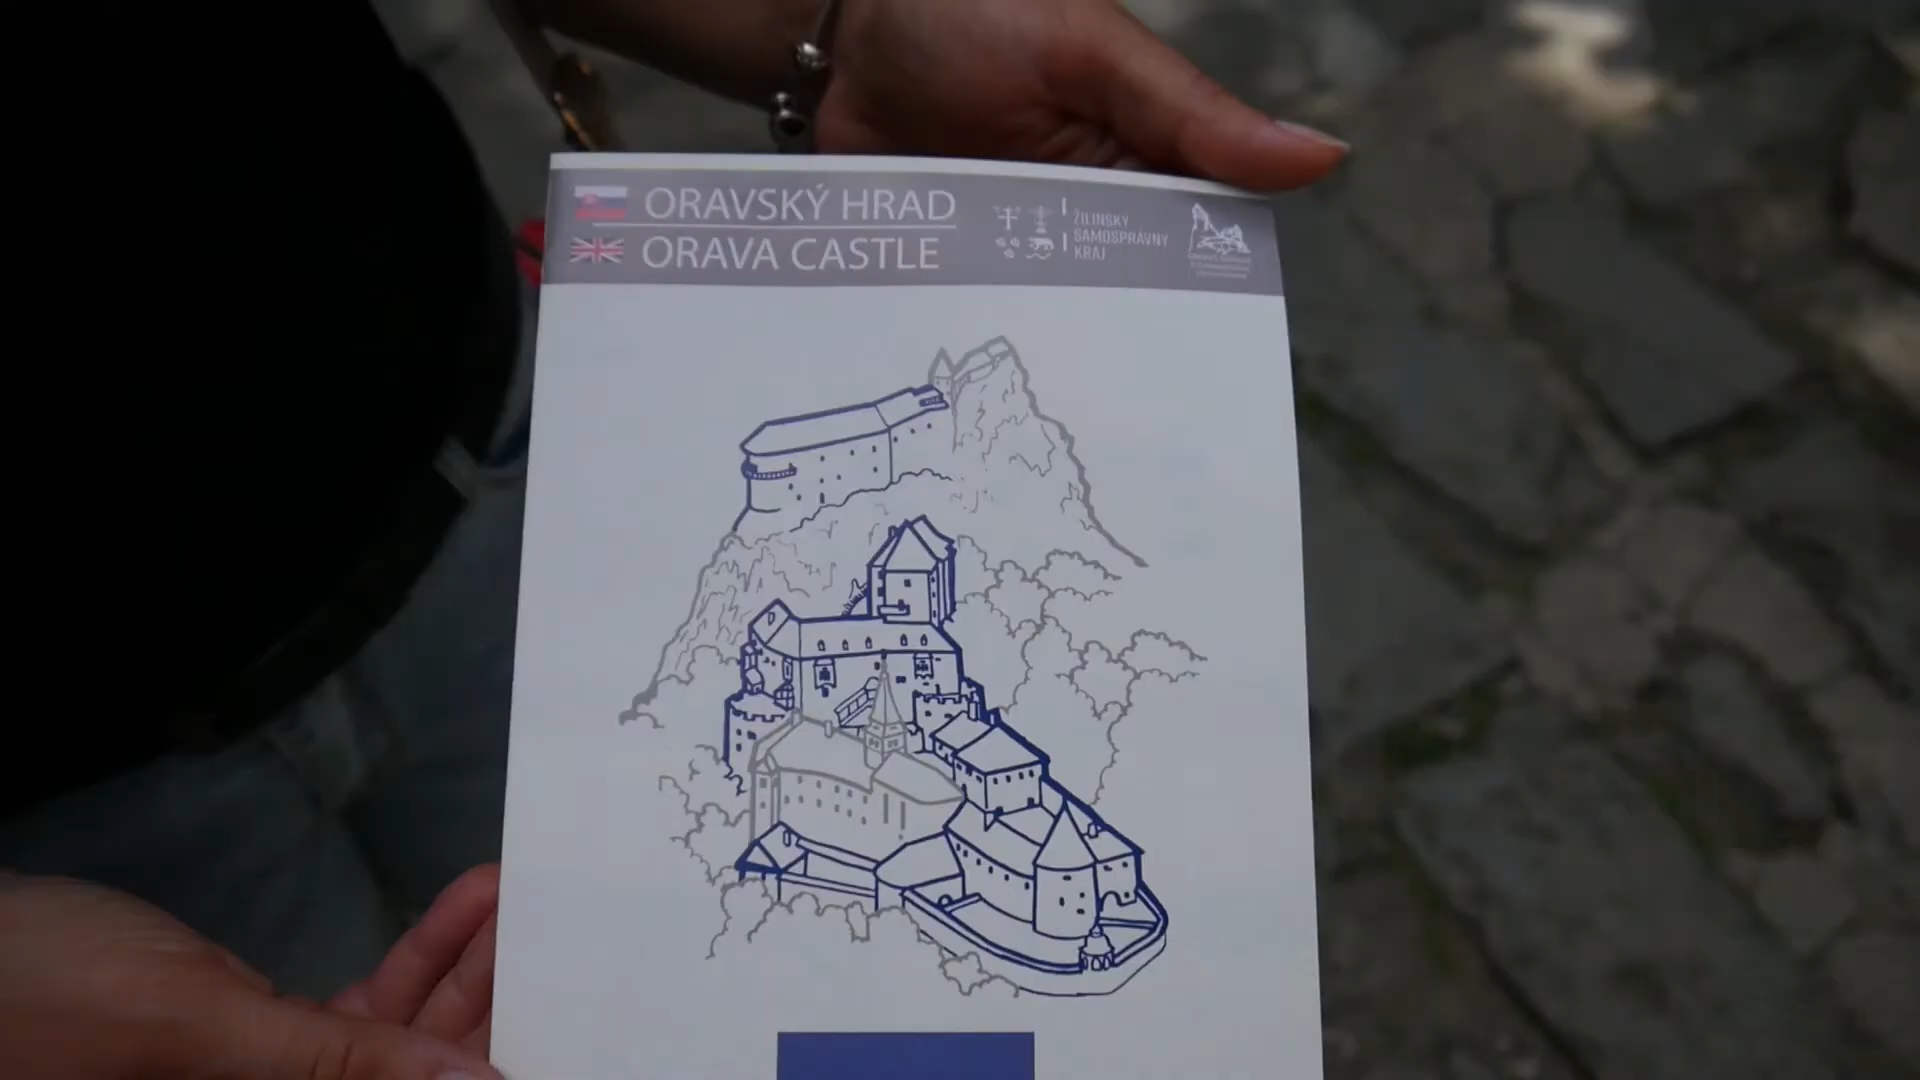 ORAVSKÝ HRAD
ORAVA CASTLE
ŽILINSKÝ
SAMOSPRÁVNY
KRAJ